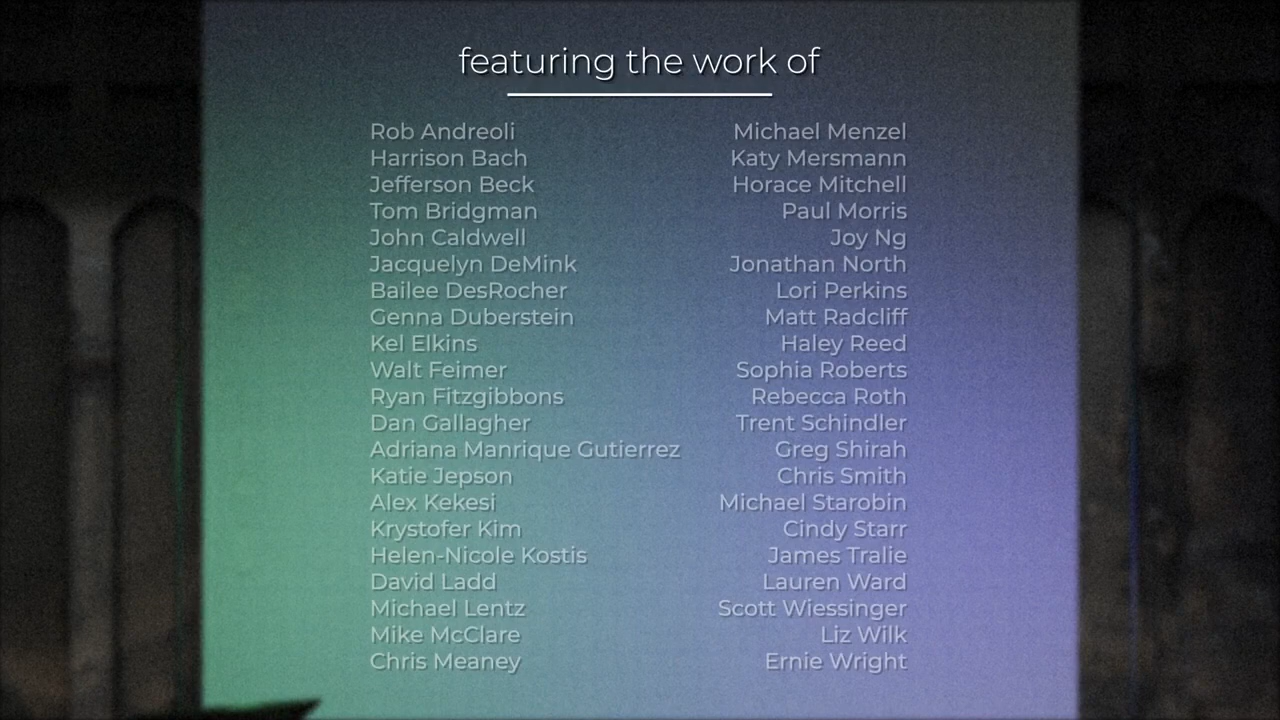 featuring the work of
Rob Andreoli
Harrison Bach
Jefferson Beck
Tom Bridgman
John Caldwell
Jacquelyn DeMink
Bailee DesRocher
Genna Duberstein
Kel Elkins
Walt Feimer
Ryan Fitzgibbons
Dan Gallagher
Adriana Manrique Gutierrez
Katie Jepson
Alex Kekesi
Krystofer Kim
Helen-Nicole Kostis
David Ladd
Michael Lentz
Mike McClare
Chris Meaney
Michael Menzel
Katy Mersmann
Horace Mitchell
Paul Morris
Joy Ng
Jonathan North
Lori Perkins
Matt Radcliff
Haley Reed
Sophia Roberts
Rebecca Roth
Trent Schindler
Greg Shirah
Chris Smith
Michael Starobin
Cindy Starr
James Tralie
Lauren Ward
Scott Wiessinger
Liz Wilk
Ernie Wright